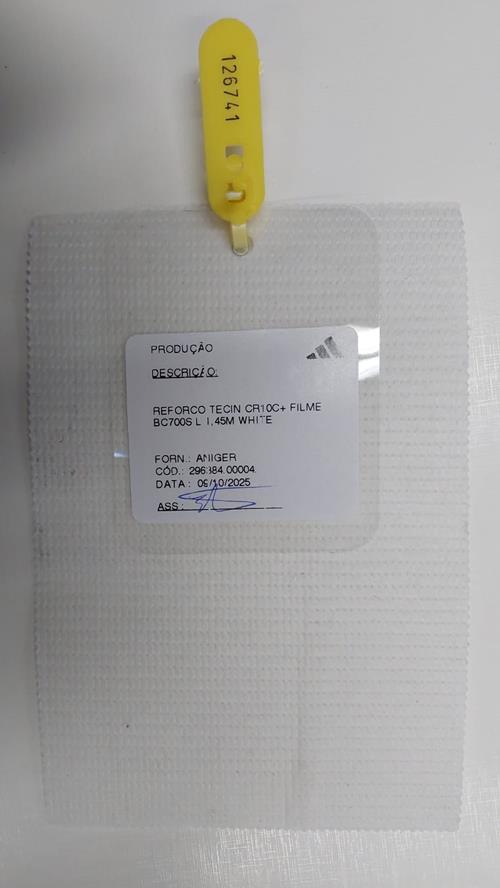 126741
PRODUÇÃO
DESCRIÇÃO:
REFORCO TECIN CR10C+ FILME
BC700S L 1,45M WHITE
FORN.: ANIGER
CÓD.: 296384.00004
DATA: 09/10/2025
ASS: